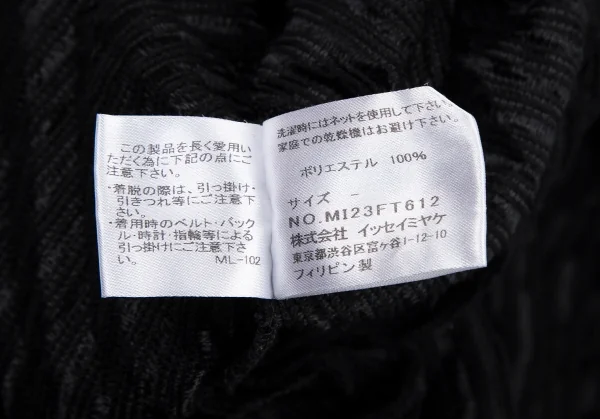 この製品を長く愛用い
ただく為に下記の点にご
注意下さい。
・着脱の際は、引っ掛け・
引きつれ等にご注意下
さい。
・着用時のベルト・バック
ル・時計・指輪等による
引っ掛けにご注意下さ
い。
ML-102
洗濯時にはネットを使用して下さい。
家庭での乾燥機はお避け下さい。
ポリエステル 100%
サイズ -
NO.MI23FT612
株式会社 イッセイミヤケ
東京都渋谷区富ヶ谷1-12-10
フィリピン製